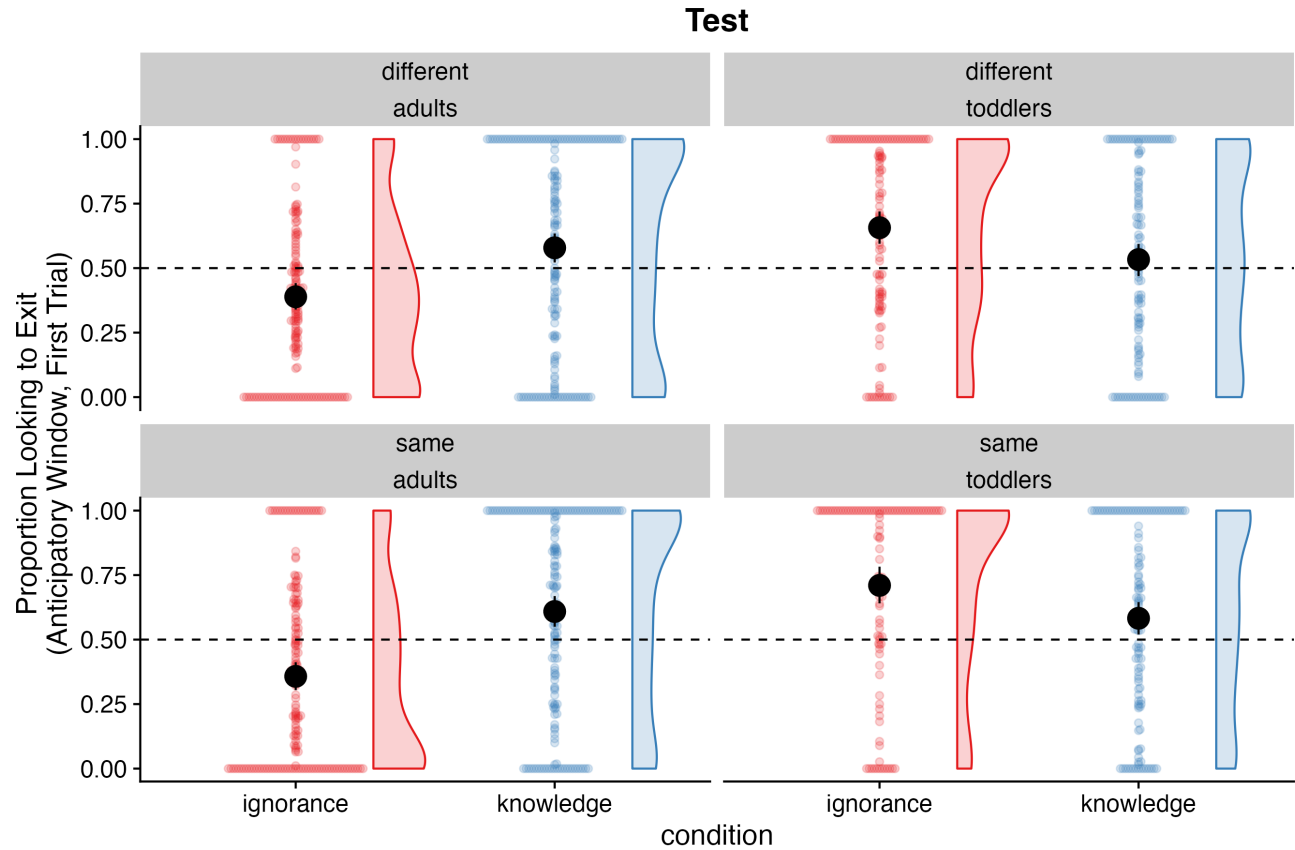 Test
different
adults
different
toddlers
1.00
0.75
0.50
0.25
0.00
same
adults
same
toddlers
1.00
0.75
0.50
0.25
0.00
Proportion Looking to Exit
(Anticipatory Window, First Trial)
ignorance
knowledge
ignorance
knowledge
condition